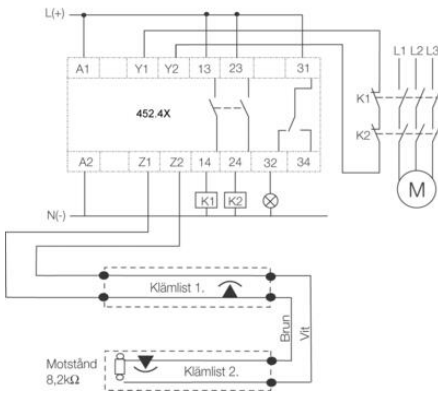 L(+)
A1 Y1 Y2 13 23 31
L1 L2 L3
K1
452.4X
K2
A2 Z1 Z2 14 24 32 34
K1 K2
M
N(-)
Klämlist 1.
Brun
Vit
Motstånd
8,2kΩ
Klämlist 2.